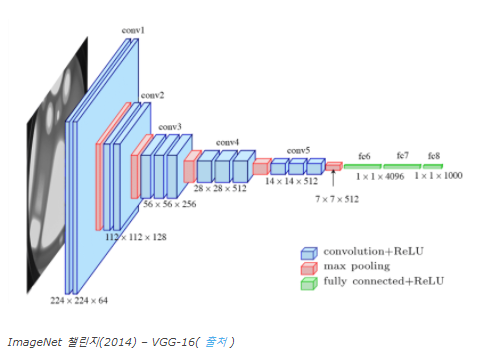 conv1
conv2
conv3
conv4
conv5
fc6 fc7 fc8
1 × 1 × 4096 1 × 1 × 1000
14 × 14 × 512
28 × 28 × 512
7 × 7 × 512
56 × 56 × 256
112 × 112 × 128
224 × 224 × 64
convolution+ReLU
max pooling
fully connected+ReLU
ImageNet 챌린지(2014) – VGG-16( 출처 )